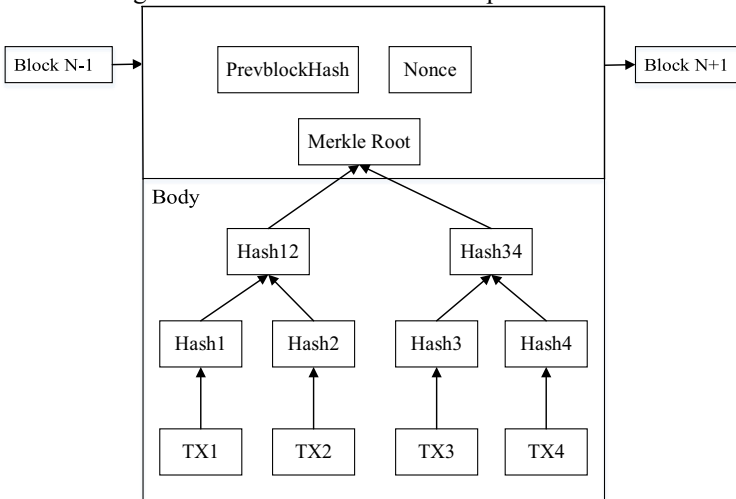 Block N-1
PrevblockHash
Nonce
Block N+1
Merkle Root
Body
Hash12
Hash34
Hash1
Hash2
Hash3
Hash4
TX1
TX2
TX3
TX4